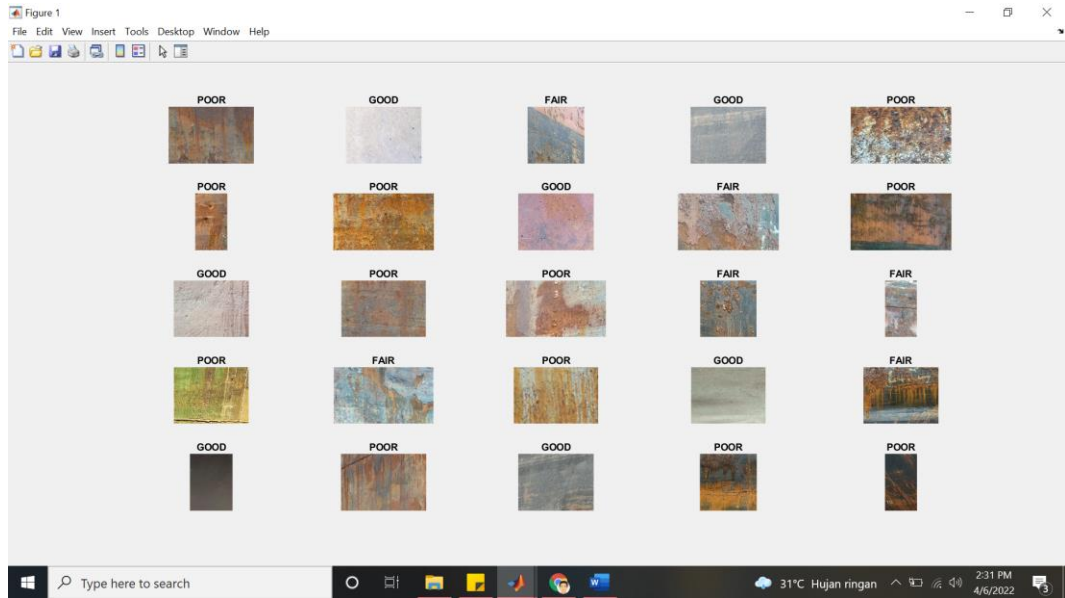 Figure 1
File Edit View Insert Tools Desktop Window Help
POOR GOOD FAIR GOOD POOR
POOR POOR GOOD FAIR POOR
GOOD POOR POOR FAIR FAIR
POOR FAIR POOR GOOD FAIR
GOOD POOR GOOD POOR POOR
Type here to search
31°C Hujan ringan
2:31 PM
4/6/2022
3